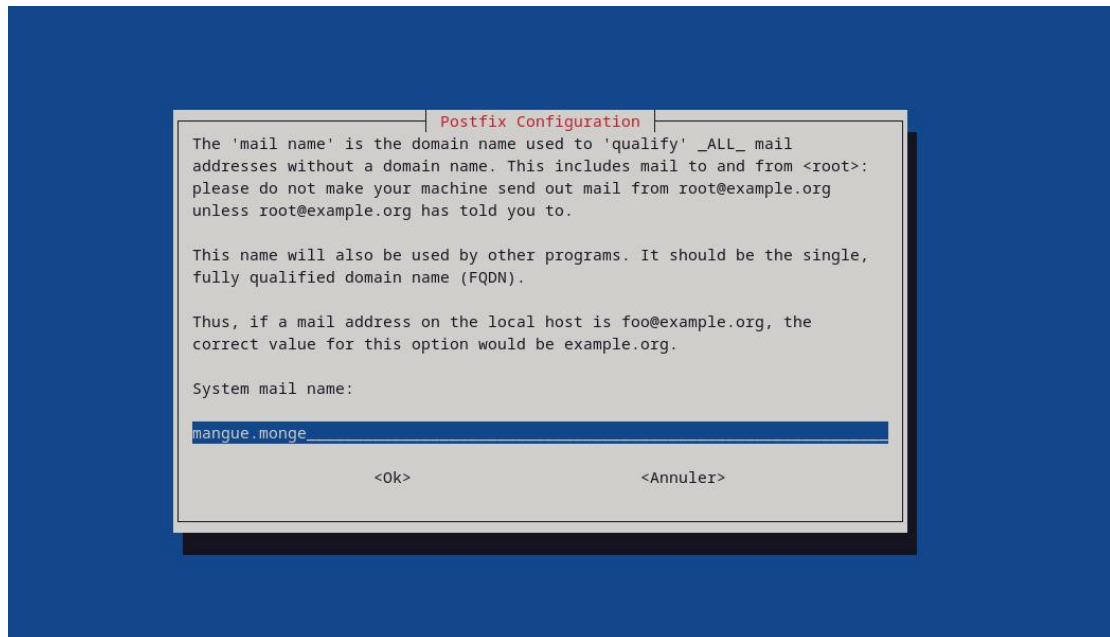 Postfix Configuration
The 'mail name' is the domain name used to 'qualify' _ALL_ mail
addresses without a domain name. This includes mail to and from <root>:
please do not make your machine send out mail from root@example.org
unless root@example.org has told you to.
This name will also be used by other programs. It should be the single,
fully qualified domain name (FQDN).
Thus, if a mail address on the local host is foo@example.org, the
correct value for this option would be example.org.
System mail name:
mangue.monge
<Ok> <Annuler>